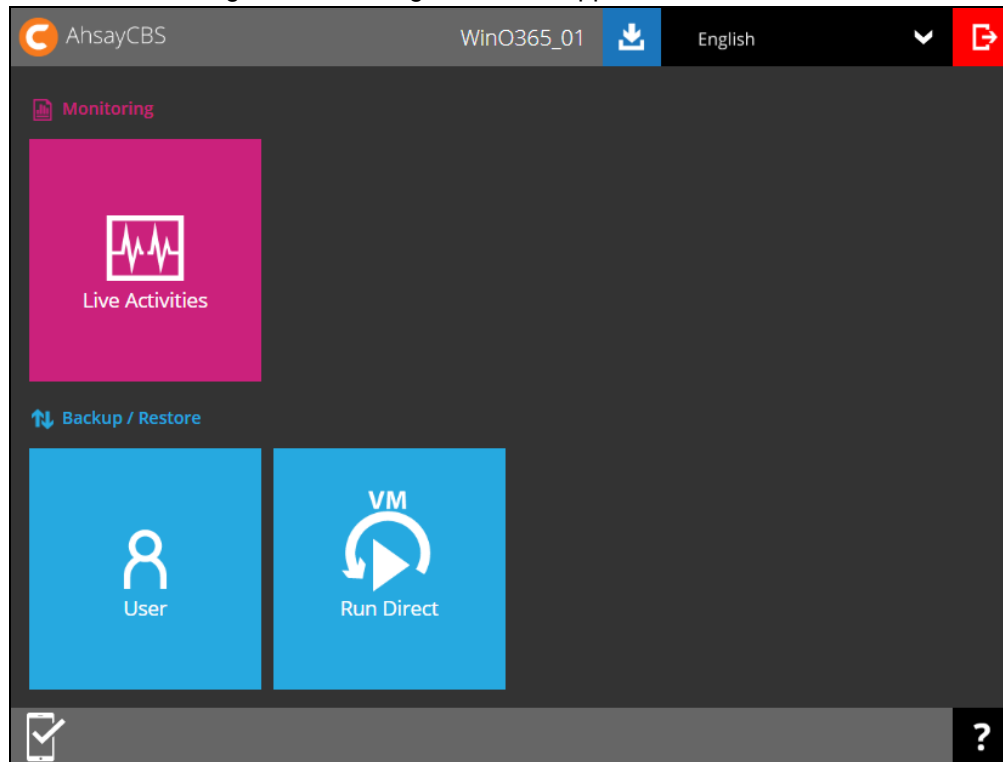 AhsayCBS WinO365_01 English
Monitoring
Live Activities
Backup / Restore
VM
User Run Direct
?